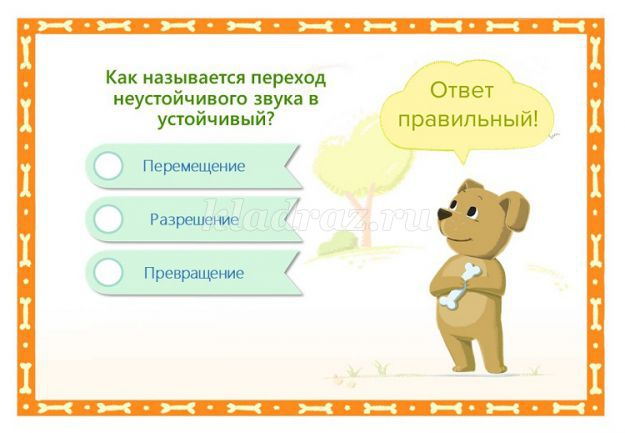 Как называется переход
неустойчивого звука в
устойчивый?
Ответ
правильный!
Перемещение
Разрешение
kladraz.ru
Превращение